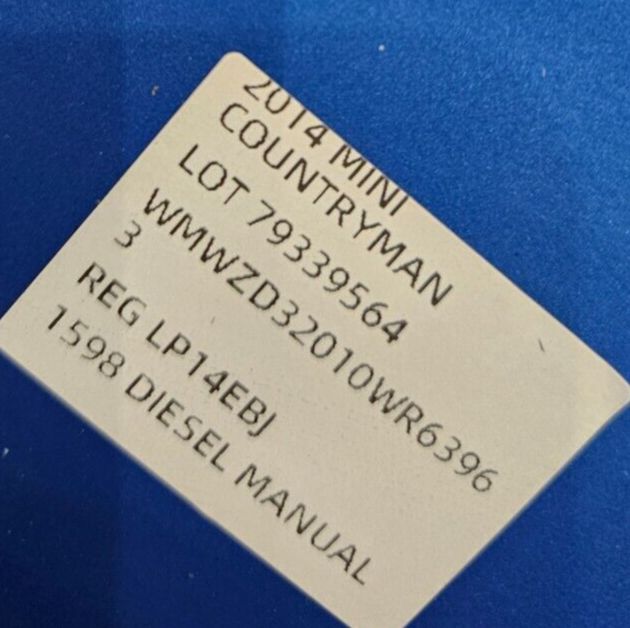 2014 MINI
COUNTRYMAN
LOT 79339564
WMWZD32010WR6396
3
REG LP14EBJ
1598 DIESEL MANUAL